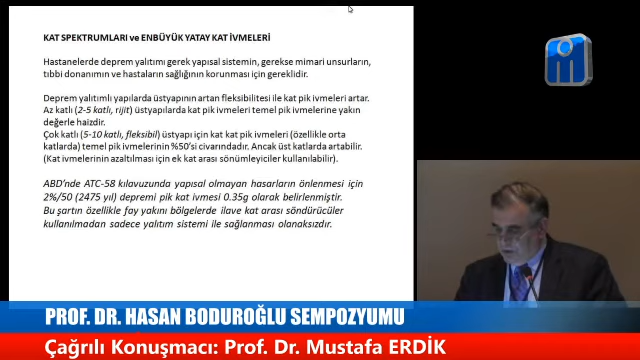 KAT SPEKTRUMLARI ve ENBÜYÜK YATAY KAT İVMELERİ
Hastanelerde deprem yalıtımı gerek yapısal sistemin, gerekse mimari unsurların,
tıbbi donanımın ve hastaların sağlığının korunması için gereklidir.
Deprem yalıtımlı yapılarda üstyapının artan fleksibilitesi ile kat pik ivmeleri artar.
Az katlı (2-5 katlı, rijit) üstyapılarda kat pik ivmeleri temel pik ivmelerine yakın
değerle haizdir.
Çok katlı (5-10 katlı, fleksibil) üstyapı için kat kat pik ivmeleri (özellikle orta
katlarda) temel pik ivmelerinin %50'si civarındadır. Ancak üst katlarda artabilir.
(Kat ivmelerinin azaltılması için ek kat arası sönümleyiciler kullanılabilir).
ABD'nde ATC-58 kılavuzunda yapısal olmayan hasarların önlenmesi için
2%/50 (2475 yıl) depremi pik kat ivmesi 0.35g olarak belirlenmiştir.
Bu şartın özellikle fay yakını bölgelerde ilave kat arası söndürücüler
kullanılmadan sadece yalıtım sistemi ile sağlanması olanaksızdır.
PROF. DR. HASAN BODUROĞLU SEMPOZYUMU
Çağrılı Konuşmacı: Prof. Dr. Mustafa ERDİK